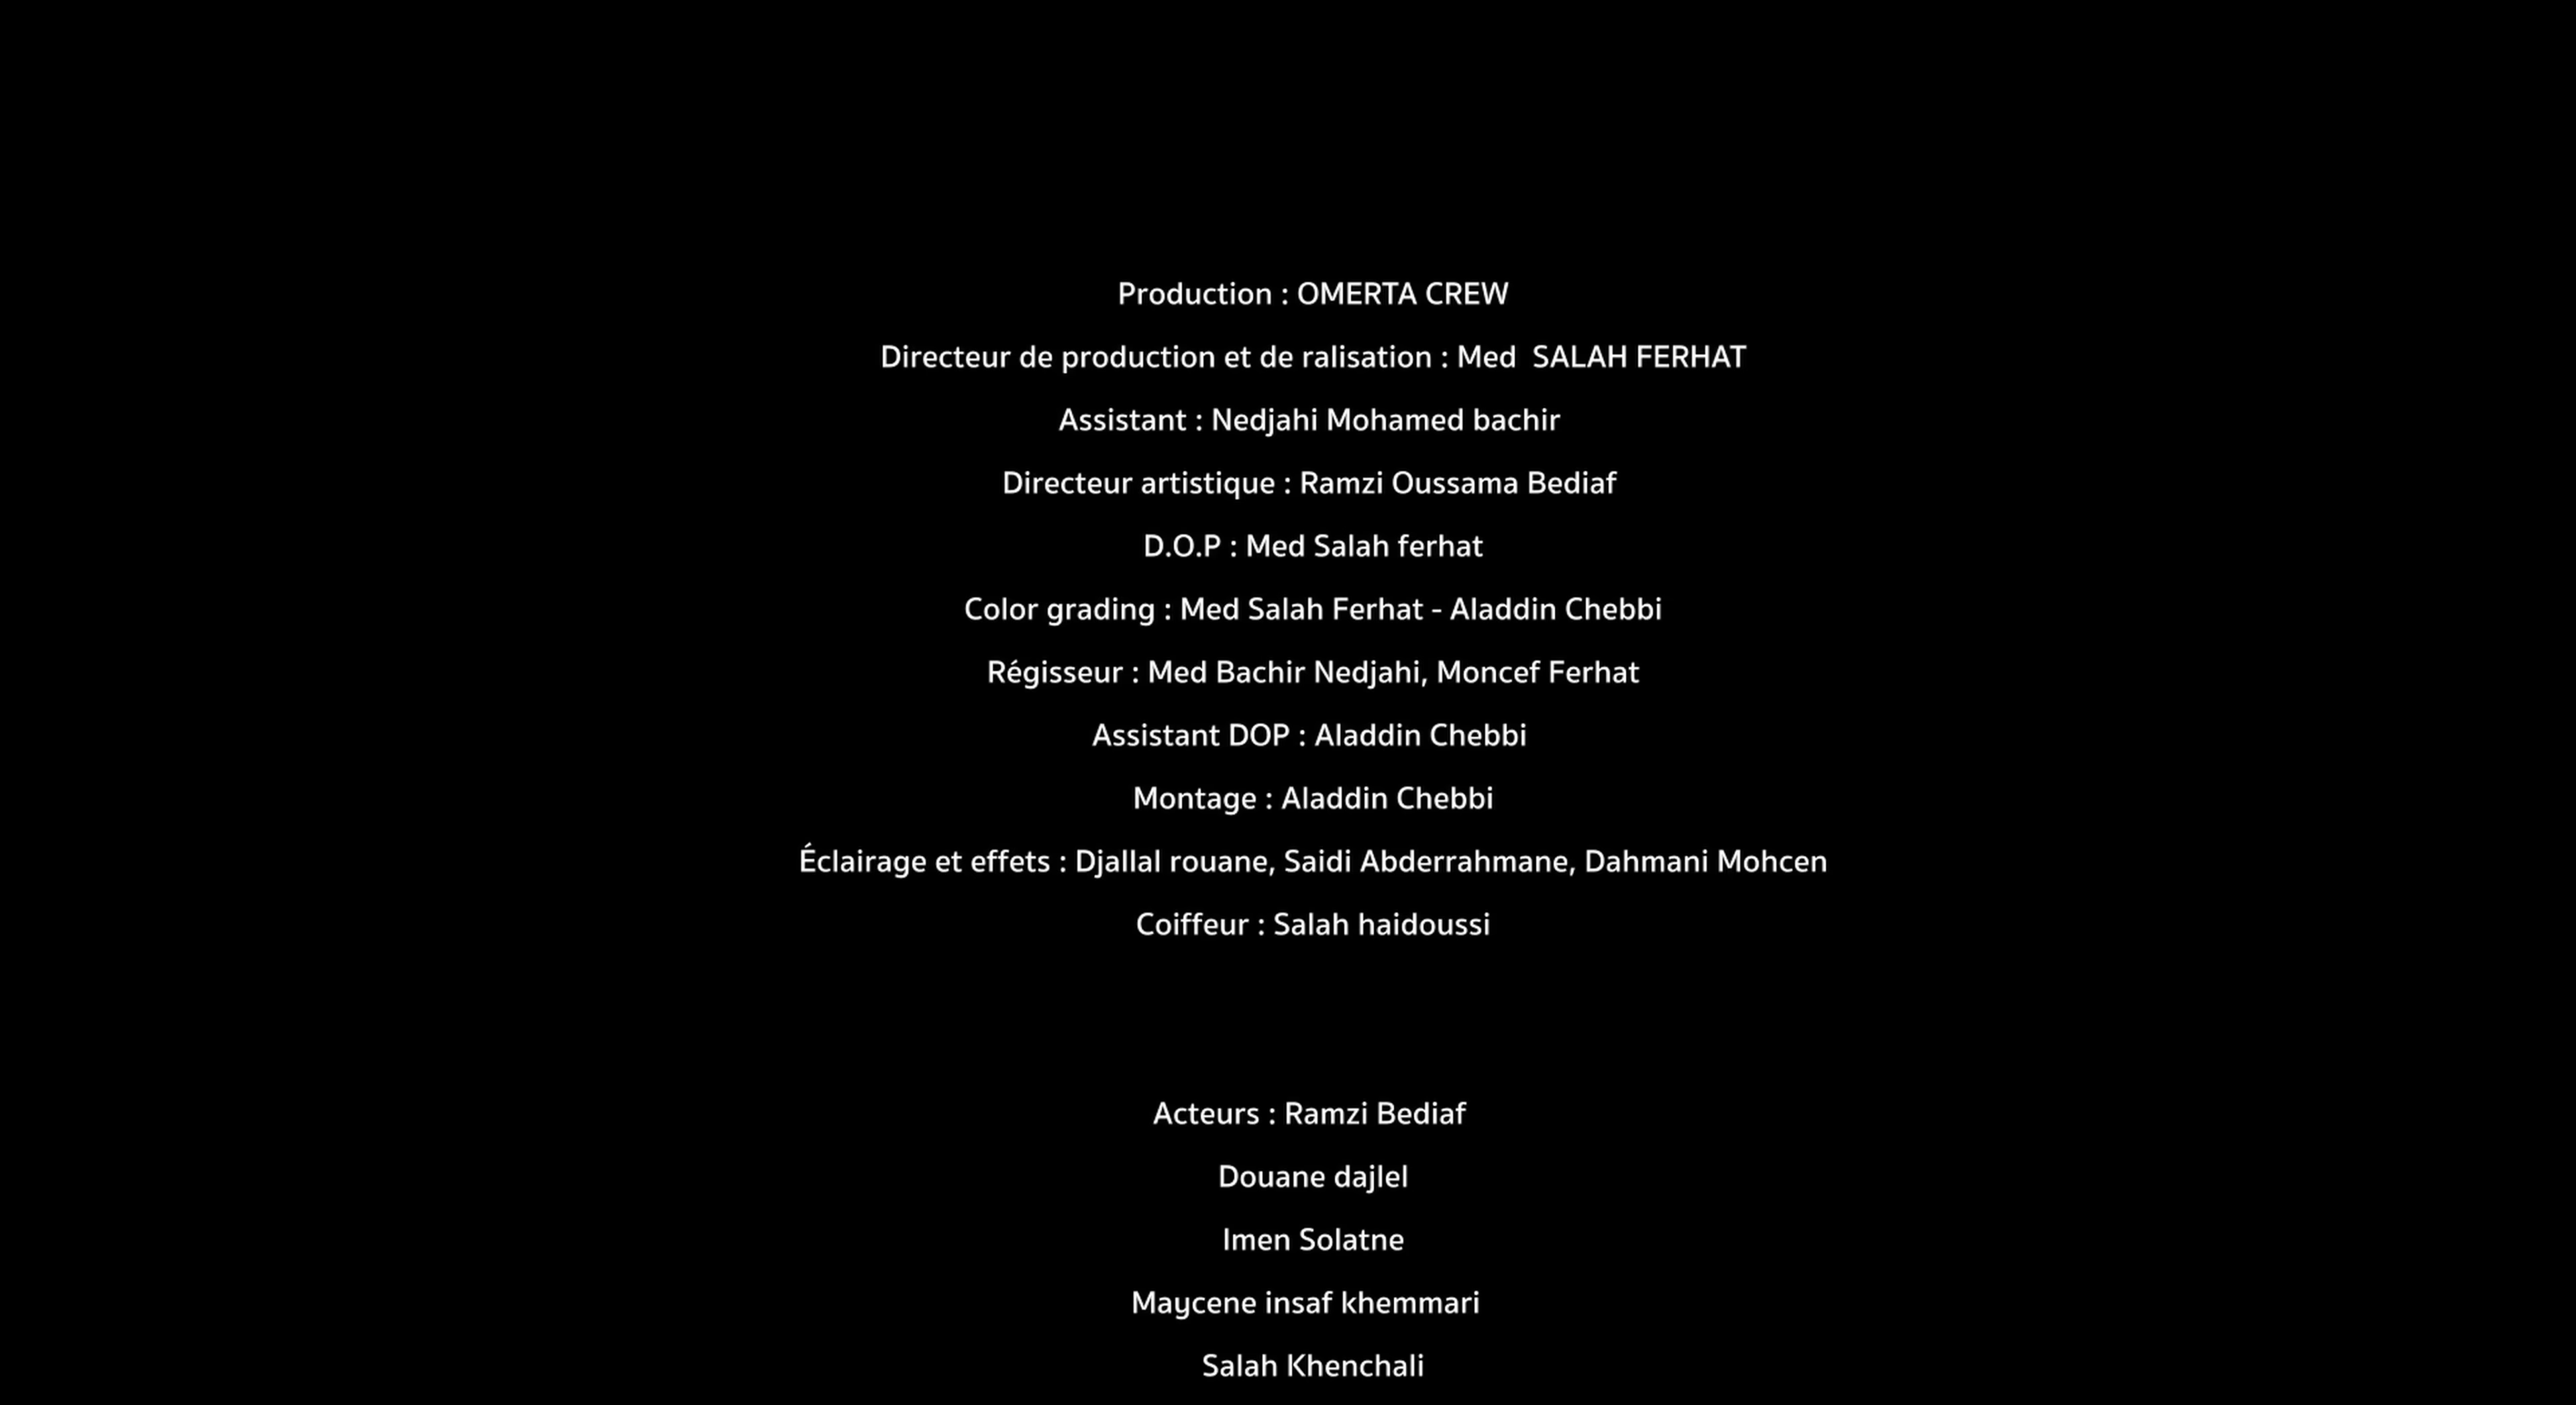 Production : OMERTA CREW
Directeur de production et de ralisation : Med  SALAH FERHAT
Assistant : Nedjahi Mohamed bachir
Directeur artistique : Ramzi Oussama Bediaf
D.O.P : Med Salah ferhat
Color grading : Med Salah Ferhat - Aladdin Chebbi
Régisseur : Med Bachir Nedjahi, Moncef Ferhat
Assistant DOP : Aladdin Chebbi
Montage : Aladdin Chebbi
Éclairage et effets : Djallal rouane, Saidi Abderrahmane, Dahmani Mohcen
Coiffeur : Salah haidoussi
Acteurs : Ramzi Bediaf
Douane dajlel
Imen Solatne
Maycene insaf khemmari
Salah Khenchali